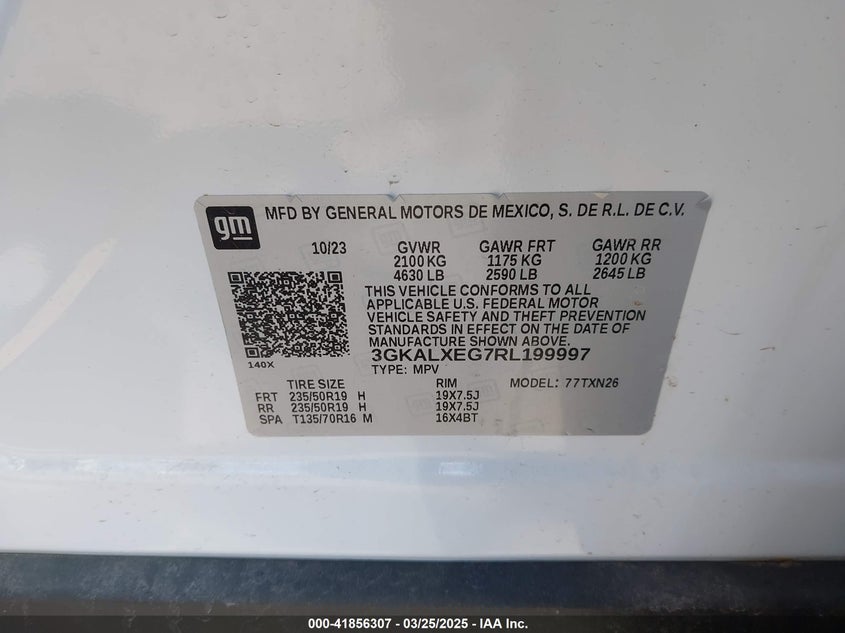 gm MFD BY GENERAL MOTORS DE MEXICO, S. DE R.L. DE C.V.
10/23 GVWR GAWR FRT GAWR RR
2100 KG 1175 KG 1200 KG
4630 LB 2590 LB 2645 LB
THIS VEHICLE CONFORMS TO ALL
APPLICABLE U.S. FEDERAL MOTOR
VEHICLE SAFETY AND THEFT PREVENTION
STANDARDS IN EFFECT ON THE DATE OF
MANUFACTURE SHOWN ABOVE.
140X
3GKALXEG7RL199997
TYPE: MPV
TIRE SIZE RIM MODEL: 77TXN26
FRT 235/50R19 H 19X7.5J
RR 235/50R19 H 19X7.5J
SPA T135/70R16 M 16X4BT
000-41856307 - 03/25/2025 - IAA Inc.